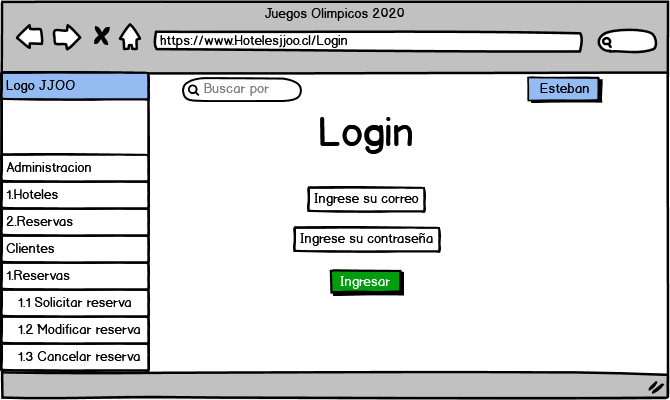 Juegos Olimpicos 2020
https://www.Hotelesjjoo.cl/Login
Logo JJOO
Buscar por
Esteban
Login
Administracion
1.Hoteles
2.Reservas
Clientes
1.Reservas
1.1 Solicitar reserva
1.2 Modificar reserva
1.3 Cancelar reserva
Ingrese su correo
Ingrese su contraseña
Ingresar